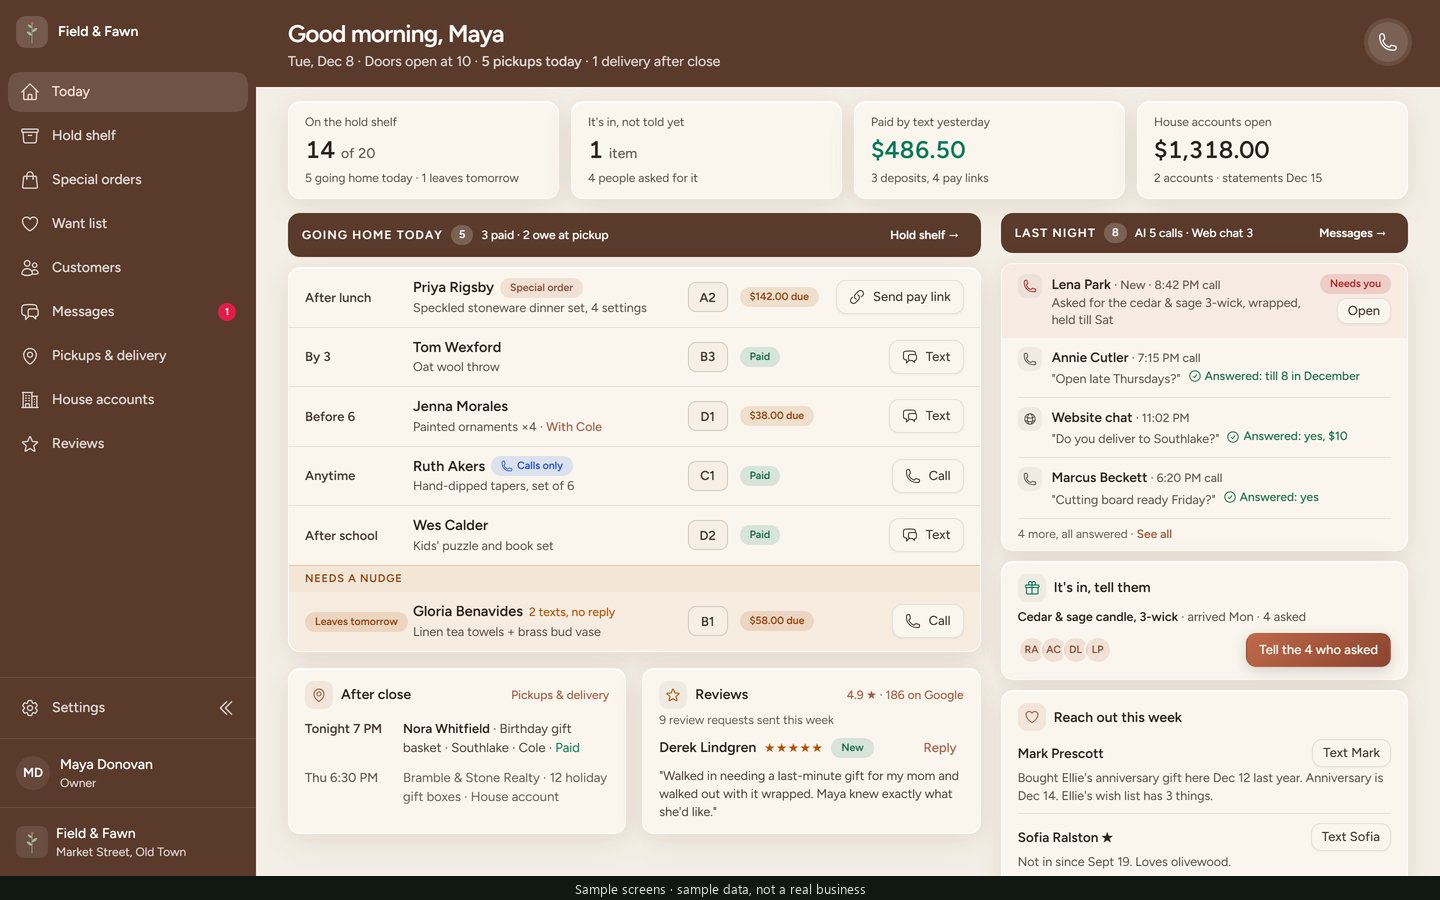 Field & Fawn
Today
Hold shelf
Special orders
Want list
Customers
Messages
1
Pickups & delivery
House accounts
Reviews
Settings
MD
Maya Donovan
Owner
Field & Fawn
Market Street, Old Town
Good morning, Maya
Tue, Dec 8 · Doors open at 10 · 5 pickups today · 1 delivery after close
On the hold shelf
14 of 20
5 going home today · 1 leaves tomorrow
It's in, not told yet
1 item
4 people asked for it
Paid by text yesterday
$486.50
3 deposits, 4 pay links
House accounts open
$1,318.00
2 accounts · statements Dec 15
GOING HOME TODAY 5 3 paid · 2 owe at pickup Hold shelf →
After lunch
Priya Rigsby Special order
Speckled stoneware dinner set, 4 settings
A2
$142.00 due
Send pay link
By 3
Tom Wexford
Oat wool throw
B3
Paid
Text
Before 6
Jenna Morales
Painted ornaments ×4 · With Cole
D1
$38.00 due
Text
Anytime
Ruth Akers Calls only
Hand-dipped tapers, set of 6
C1
Paid
Call
After school
Wes Calder
Kids' puzzle and book set
D2
Paid
Text
NEEDS A NUDGE
Leaves tomorrow
Gloria Benavides 2 texts, no reply
Linen tea towels + brass bud vase
B1
$58.00 due
Call
After close Pickups & delivery
Tonight 7 PM
Nora Whitfield · Birthday gift
basket · Southlake · Cole · Paid
Thu 6:30 PM
Bramble & Stone Realty · 12 holiday
gift boxes · House account
Reviews 4.9 ★ · 186 on Google
9 review requests sent this week
Derek Lindgren ★★★★★ New Reply
"Walked in needing a last-minute gift for my mom and
walked out with it wrapped. Maya knew exactly what
she'd like."
LAST NIGHT 8 AI 5 calls · Web chat 3 Messages →
Lena Park · New · 8:42 PM call
Asked for the cedar & sage 3-wick, wrapped,
held till Sat
Needs you
Open
Annie Cutler · 7:15 PM call
"Open late Thursdays?" Answered: till 8 in December
Website chat · 11:02 PM
"Do you deliver to Southlake?" Answered: yes, $10
Marcus Beckett · 6:20 PM call
"Cutting board ready Friday?" Answered: yes
4 more, all answered · See all
It's in, tell them
Cedar & sage candle, 3-wick · arrived Mon · 4 asked
RA AC DL LP
Tell the 4 who asked
Reach out this week
Mark Prescott
Text Mark
Bought Ellie's anniversary gift here Dec 12 last year. Anniversary is
Dec 14. Ellie's wish list has 3 things.
Sofia Ralston ★
Text Sofia
Not in since Sept 19. Loves olivewood.
Sample screens · sample data, not a real business